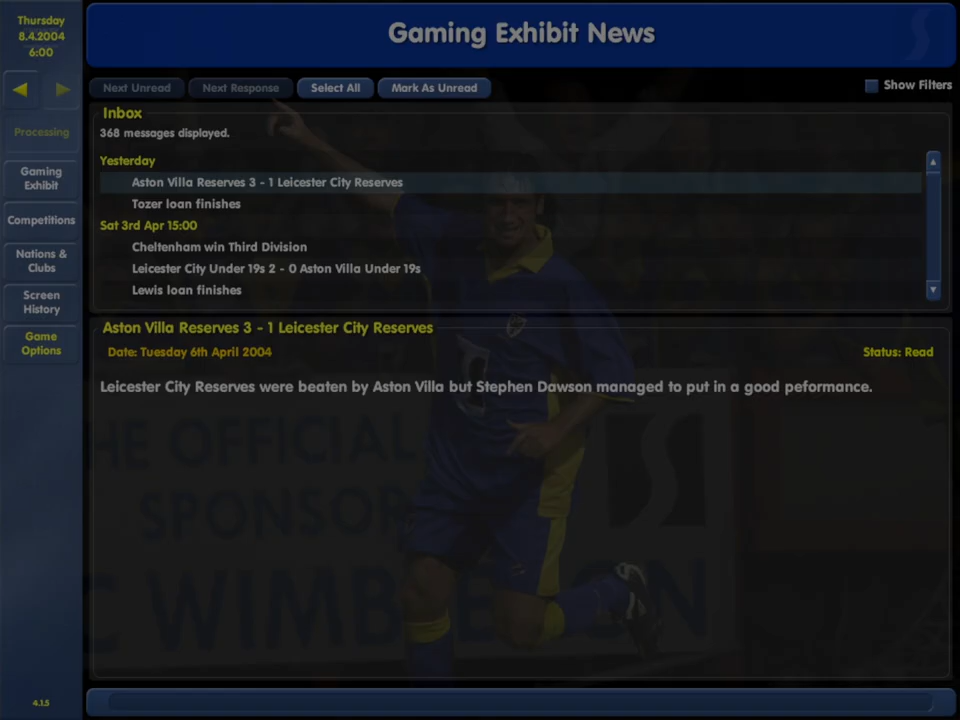 Thursday
8.4.2004
6:00
Gaming Exhibit News
Next Unread
Next Response
Select All
Mark As Unread
Show Filters
Processing
Gaming
Exhibit
Competitions
Nations &
Clubs
Screen
History
Game
Options
Inbox
368 messages displayed.
Yesterday
Aston Villa Reserves 3 - 1 Leicester City Reserves
Tozer loan finishes
Sat 3rd Apr 15:00
Cheltenham win Third Division
Leicester City Under 19s 2 - 0 Aston Villa Under 19s
Lewis loan finishes
Aston Villa Reserves 3 - 1 Leicester City Reserves
Date: Tuesday 6th April 2004
Status: Read
Leicester City Reserves were beaten by Aston Villa but Stephen Dawson managed to put in a good peformance.
HE OFFICIAL
SPONSOR
C WIMB ON
4.1.5